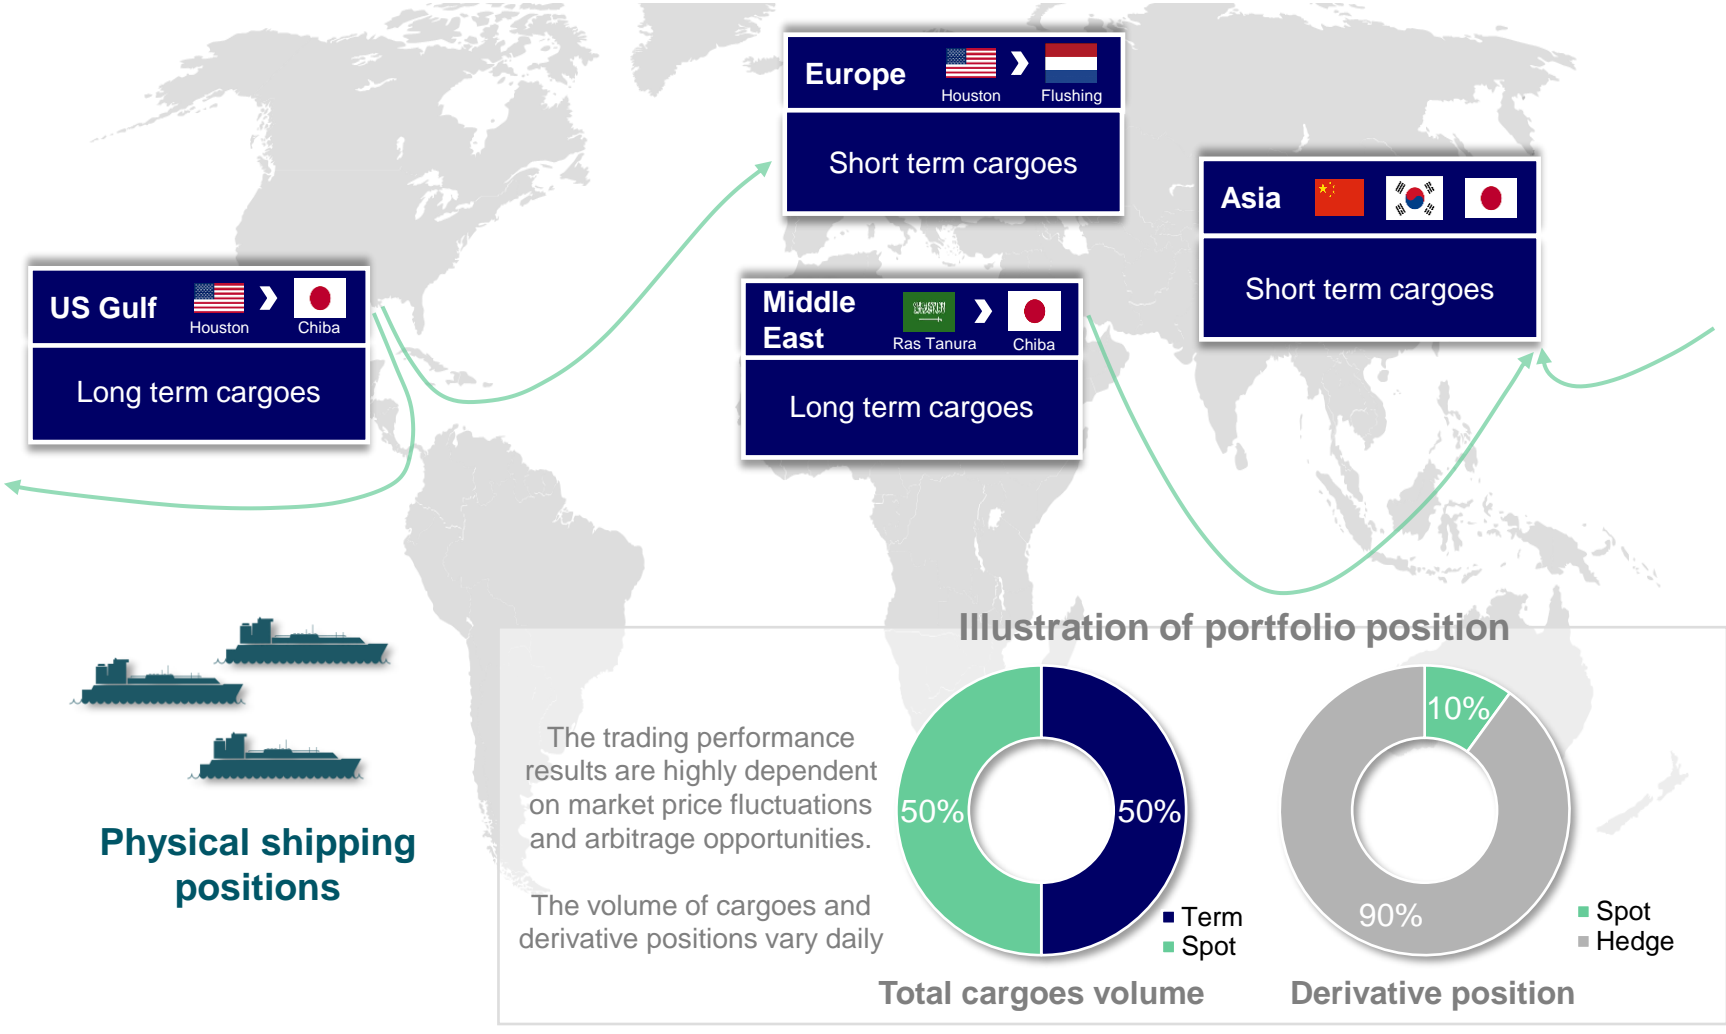 Europe
Houston
Flushing
Short term cargoes
Asia
Short term cargoes
US Gulf
Houston
Chiba
Long term cargoes
Middle
East
Ras Tanura
Chiba
Long term cargoes
Physical shipping
positions
Illustration of portfolio position
The trading performance
results are highly dependent
on market price fluctuations
and arbitrage opportunities.
The volume of cargoes and
derivative positions vary daily
50%
50%
Term
Spot
Total cargoes volume
10%
90%
Spot
Hedge
Derivative position